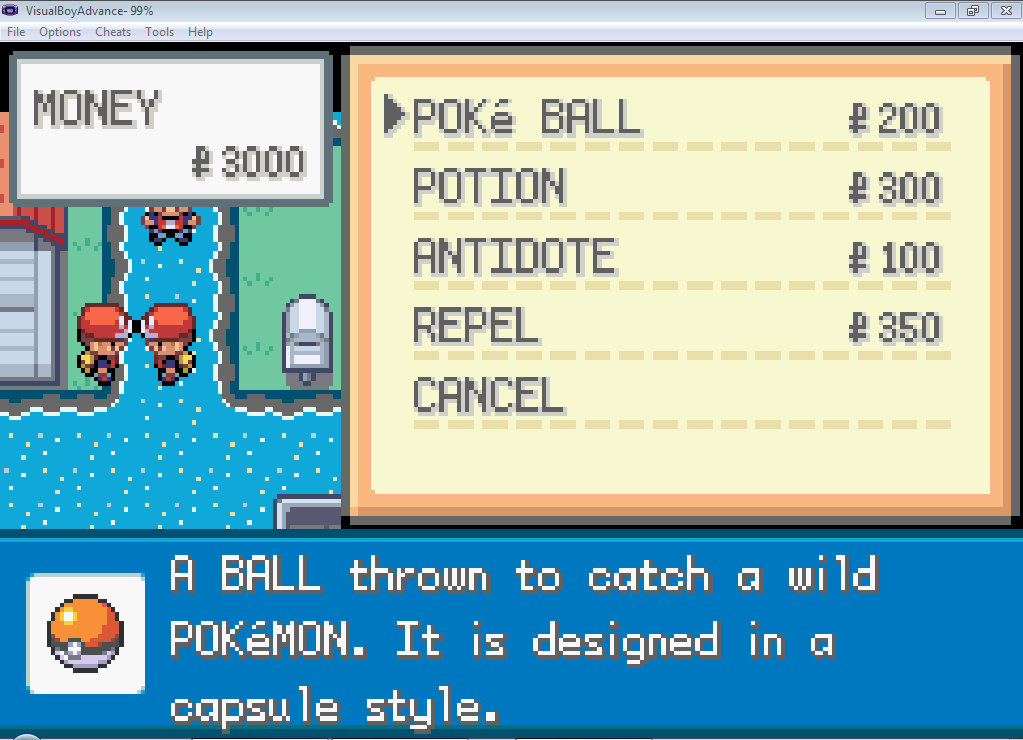 VisualBoyAdvance- 99%
File Options Cheats Tools Help
MONEY
₽ 3000
POKé BALL ₽ 200
POTION ₽ 300
ANTIDOTE ₽ 100
REPEL ₽ 350
CANCEL
A BALL thrown to catch a wild
POKéMON. It is designed in a
capsule style.